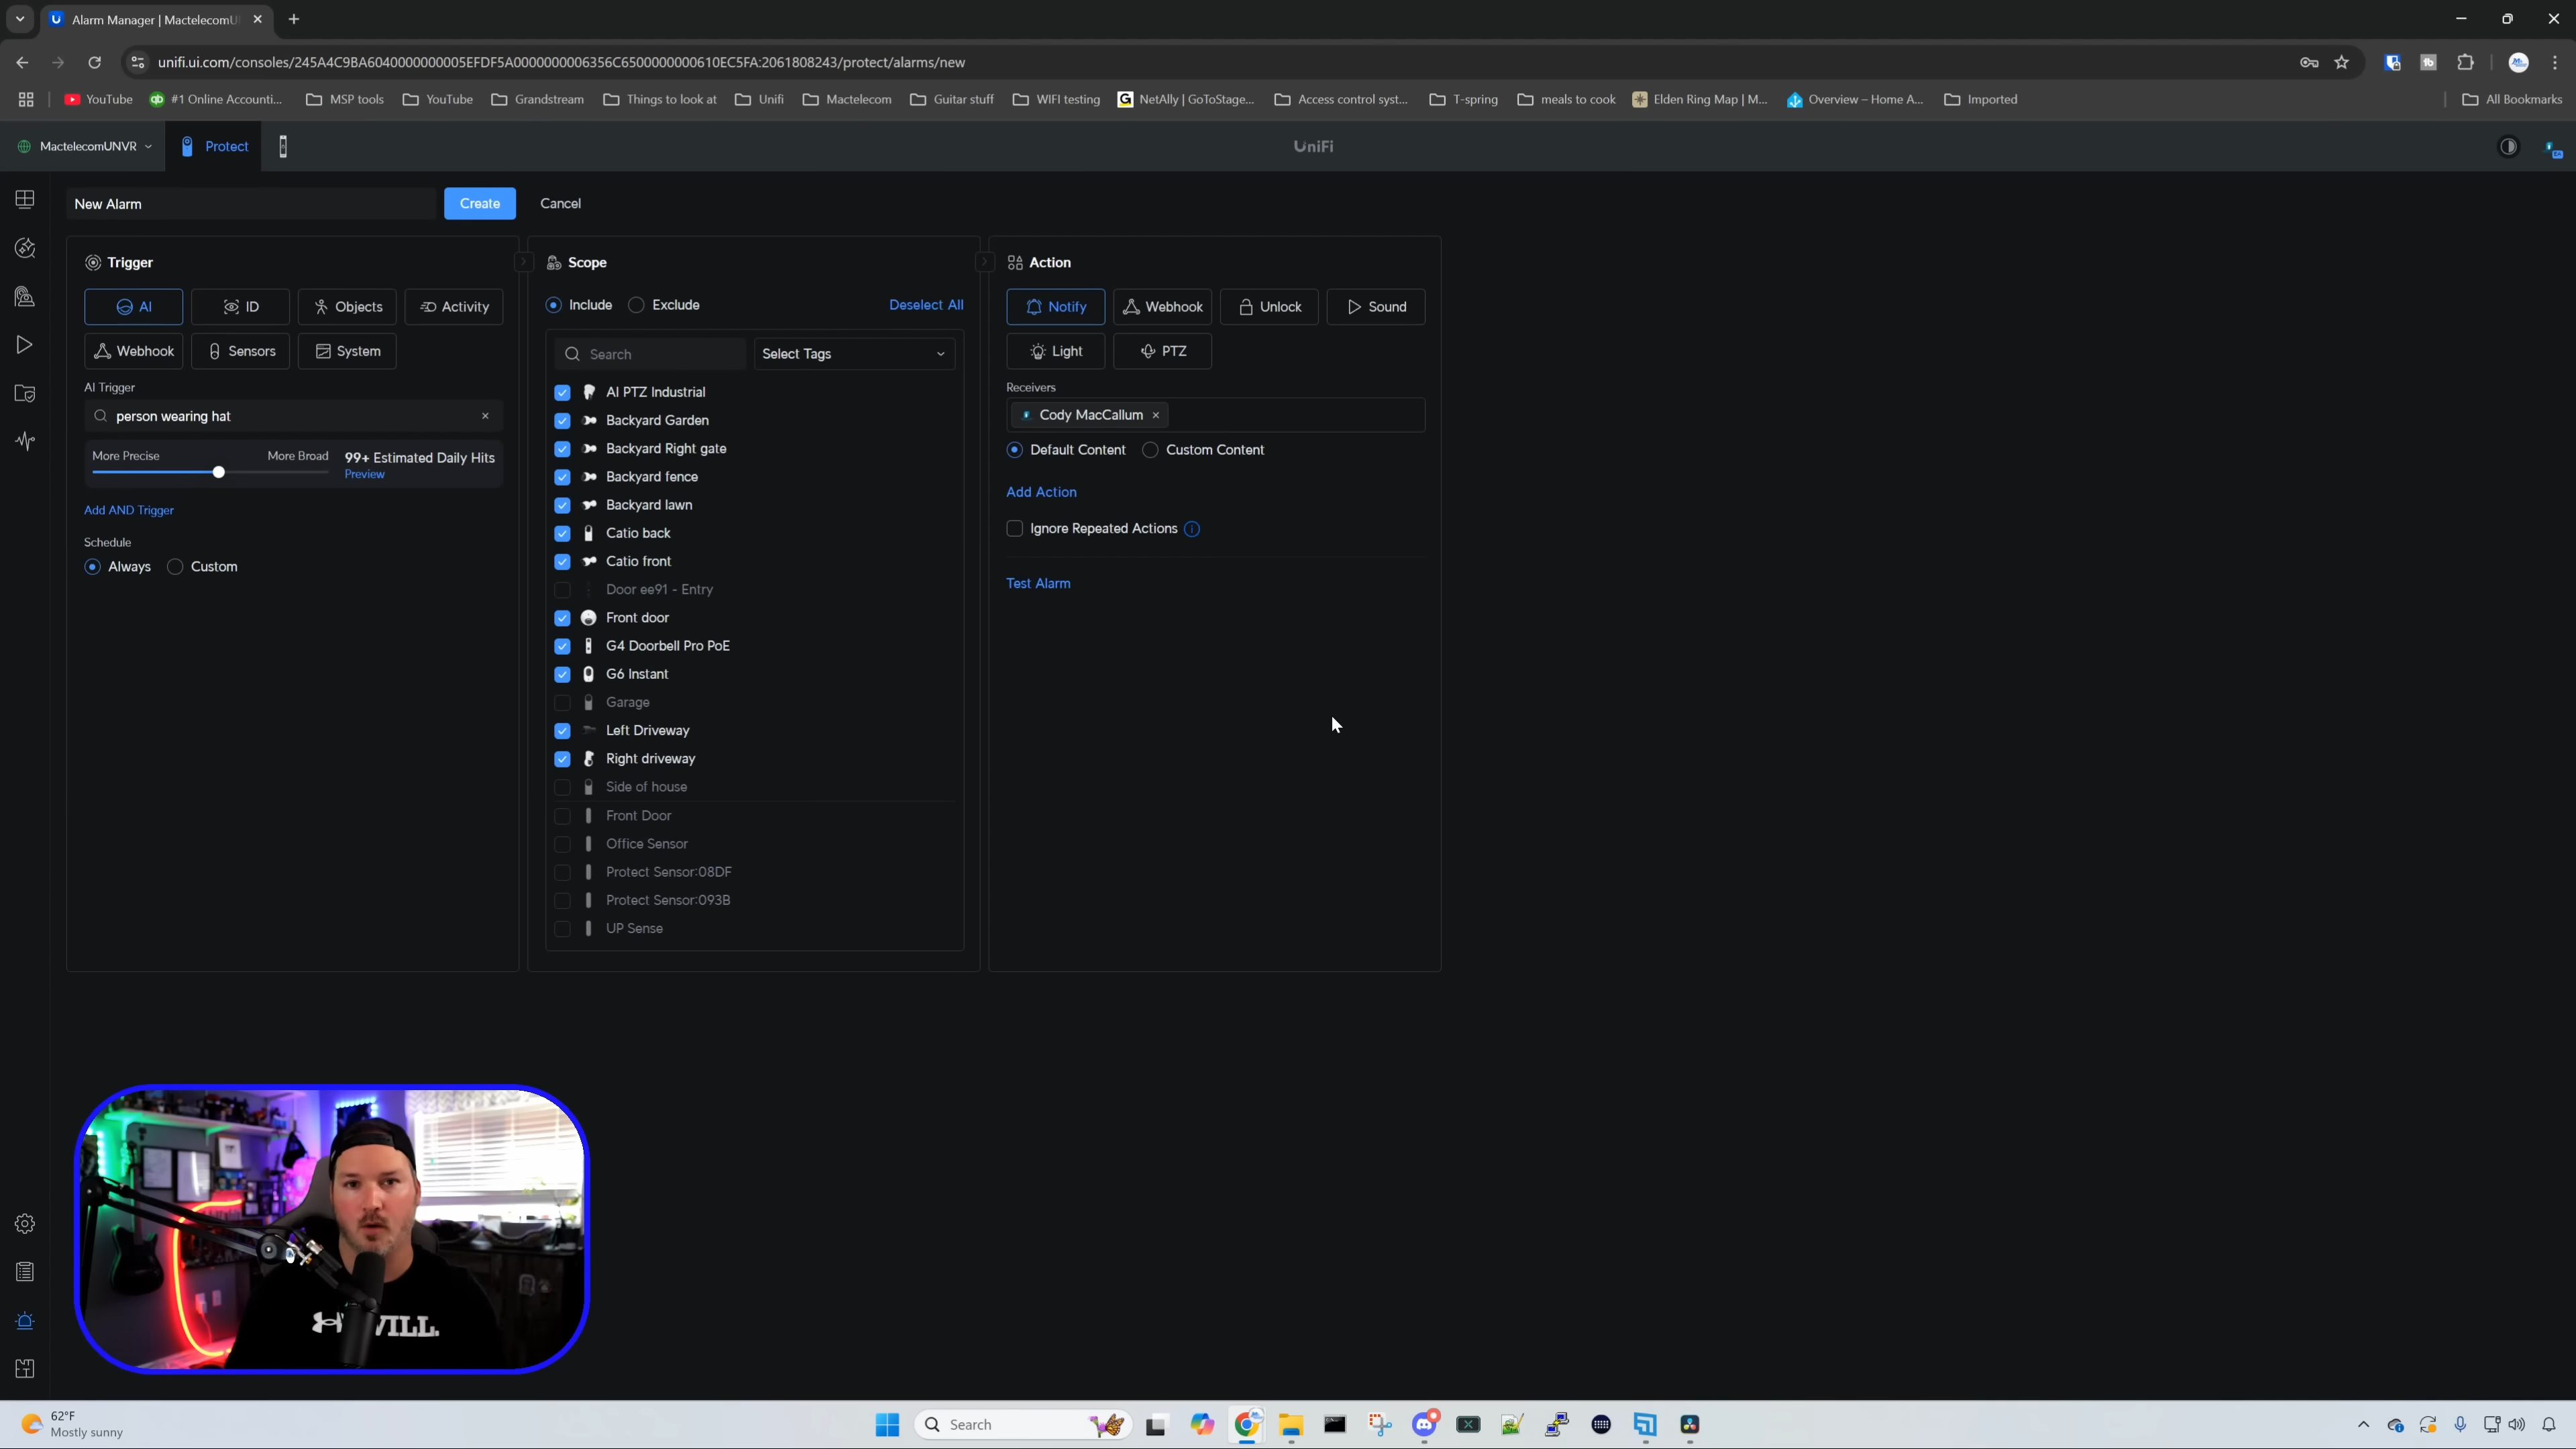 Alarm Manager | MactelecomU
unifi.ui.com/consoles/245A4C9BA6040000000005EFDF5A0000000006356C6500000000610EC5FA:2061808243/protect/alarms/new
YouTube #1 Online Accounti... MSP tools YouTube Grandstream Things to look at Unifi Mactelecom Guitar stuff WIFI testing NetAlly | GoToStage... Access control syst... T-spring meals to cook Elden Ring Map | M... Overview – Home A... Imported All Bookmarks
MactelecomUNVR Protect UniFi
New Alarm Create Cancel
Trigger
AI ID Objects Activity
Webhook Sensors System
AI Trigger
person wearing hat
More Precise More Broad 99+ Estimated Daily Hits
Preview
Add AND Trigger
Schedule
Always Custom
Scope
Include Exclude Deselect All
Search Select Tags
AI PTZ Industrial
Backyard Garden
Backyard Right gate
Backyard fence
Backyard lawn
Catio back
Catio front
Door ee91 - Entry
Front door
G4 Doorbell Pro PoE
G6 Instant
Garage
Left Driveway
Right driveway
Side of house
Front Door
Office Sensor
Protect Sensor:08DF
Protect Sensor:093B
UP Sense
Action
Notify Webhook Unlock Sound
Light PTZ
Receivers
Cody MacCallum
Default Content Custom Content
Add Action
Ignore Repeated Actions
Test Alarm
62°F
Mostly sunny
Search